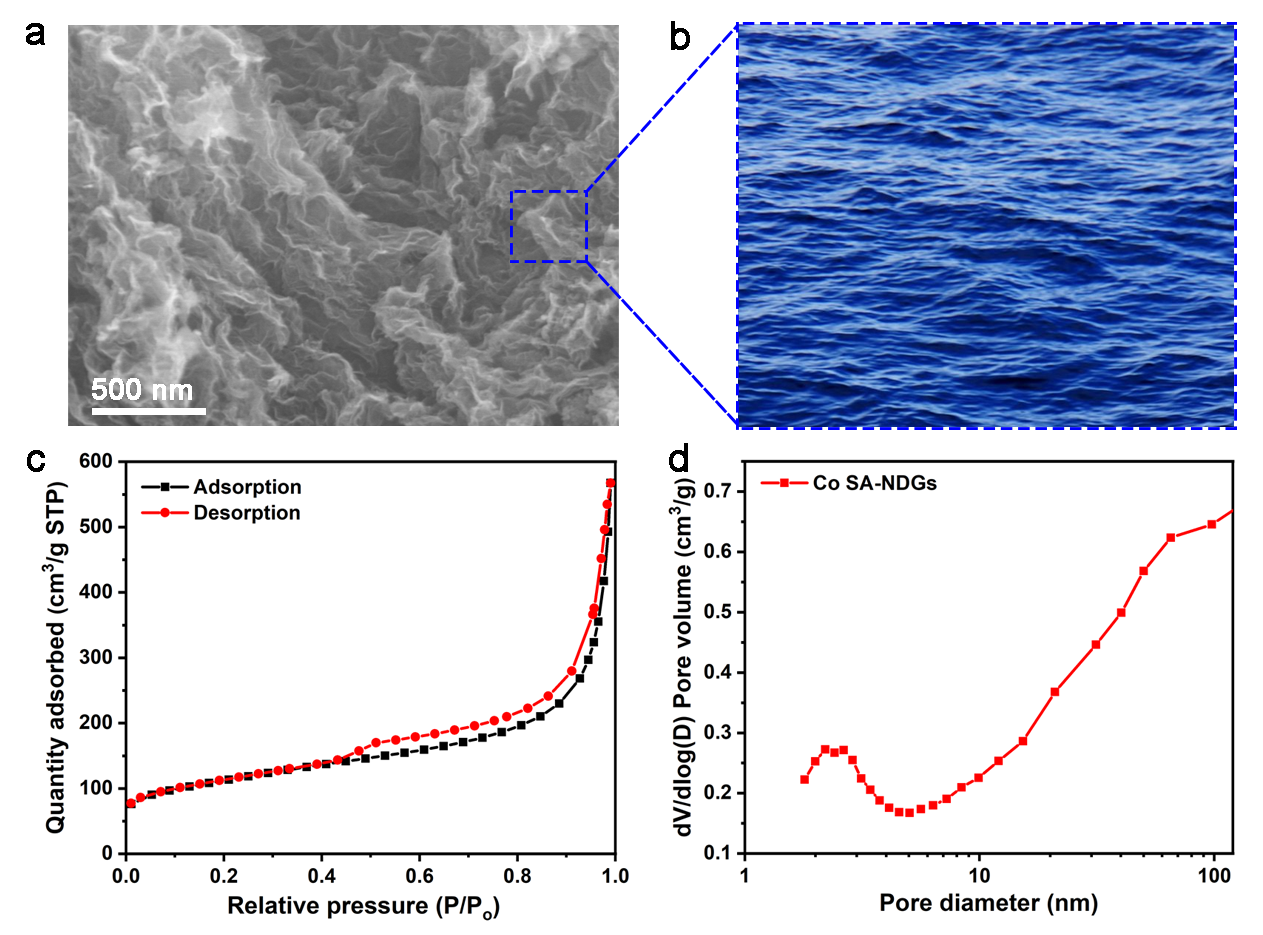 a
b
500 nm
c
Quantity adsorbed (cm³/g STP)
600
500
400
300
200
100
0
Adsorption
Desorption
0.0 0.2 0.4 0.6 0.8 1.0
Relative pressure (P/Pₒ)
d
dV/dlog(D) Pore volume (cm³/g)
0.7
0.6
0.5
0.4
0.3
0.2
0.1
Co SA-NDGs
1 10 100
Pore diameter (nm)